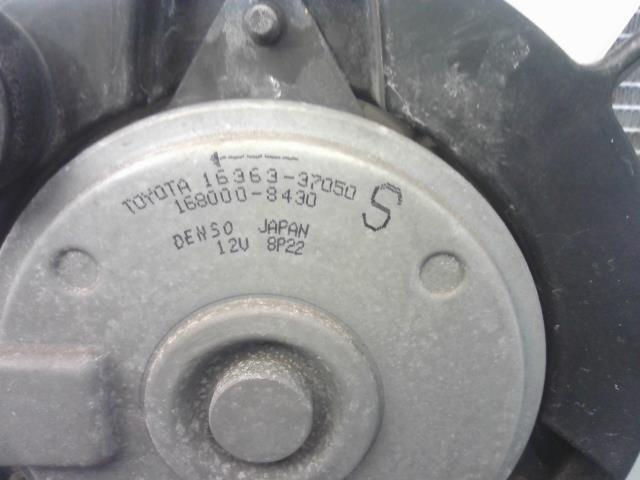 TOYOTA 16363-37050
168000-8430 S
DENSO JAPAN
12V 8P22